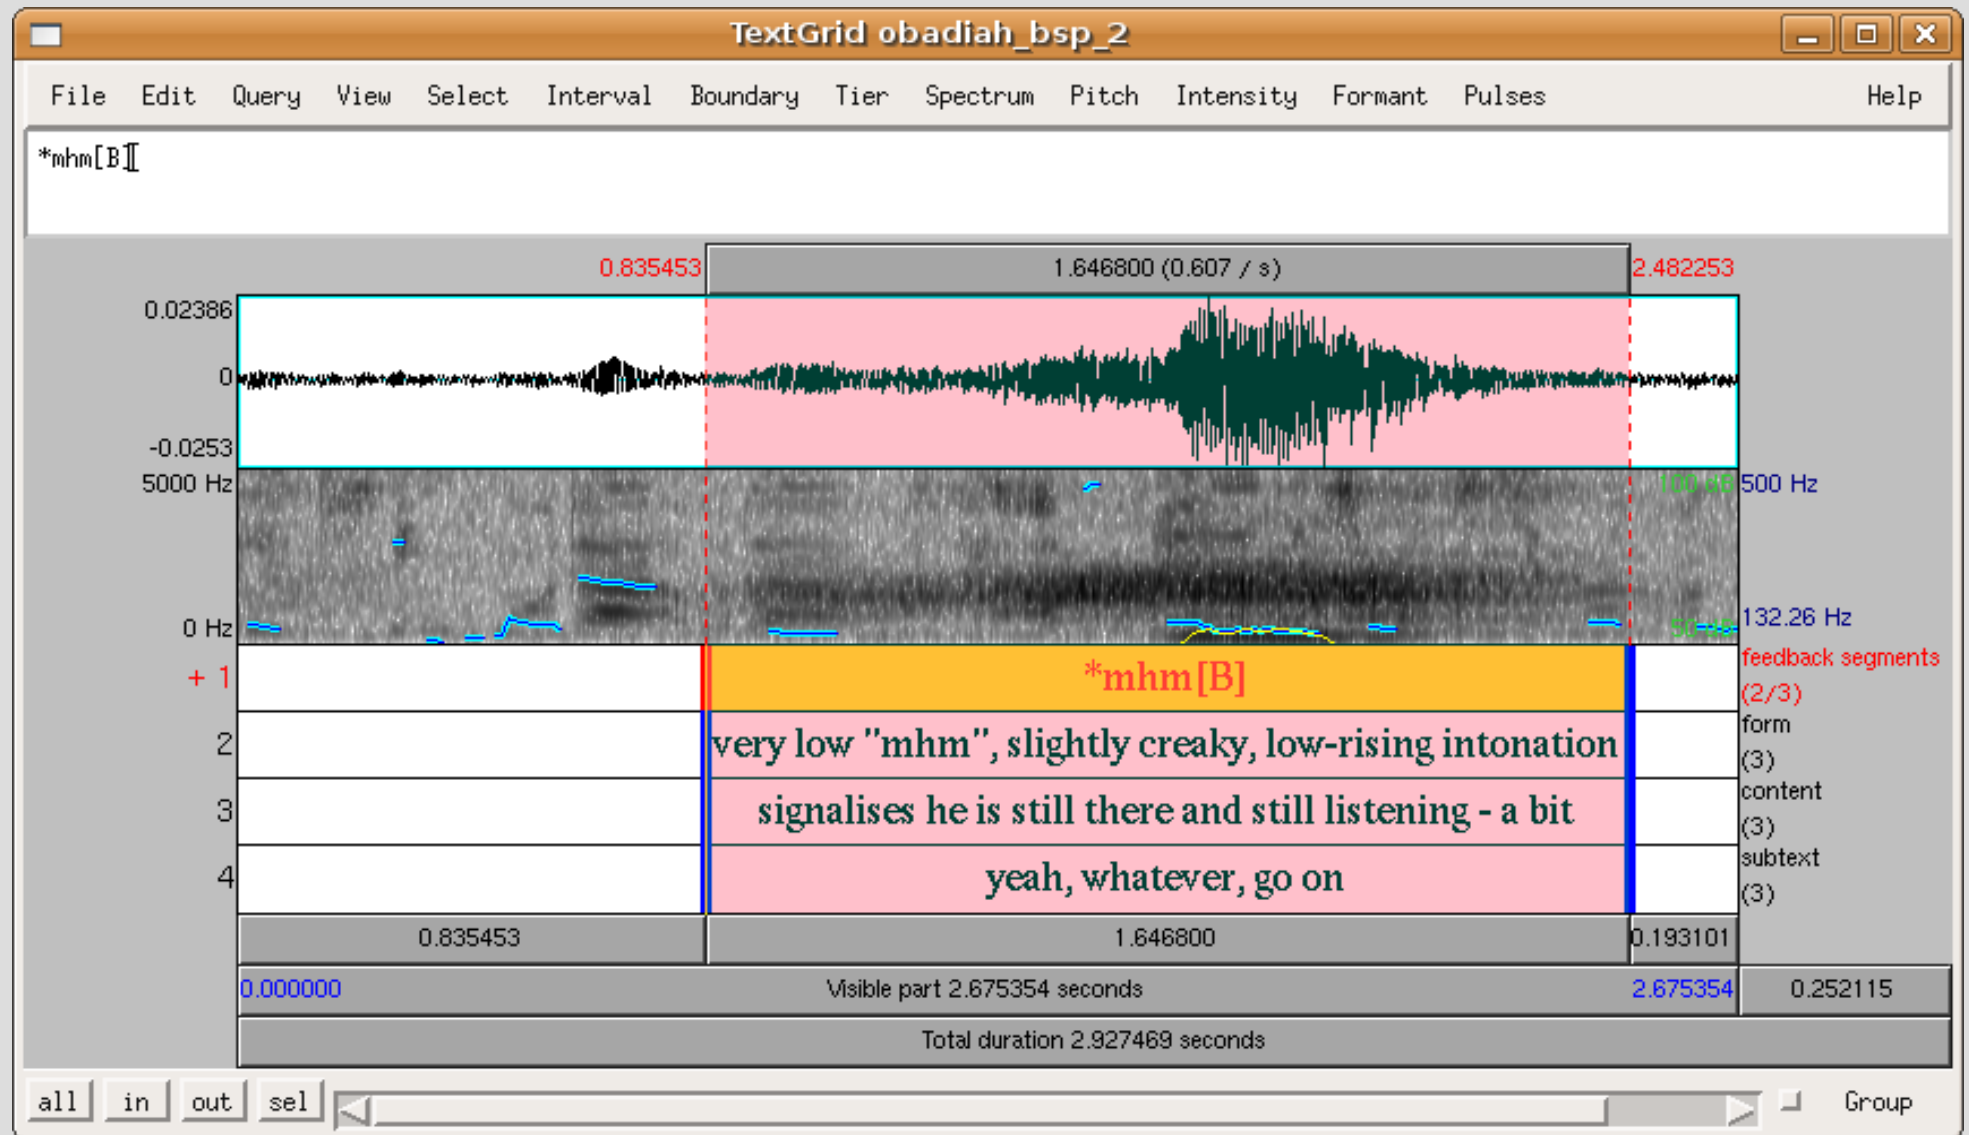 TextGrid obadiah_bsp_2
File Edit Query View Select Interval Boundary Tier Spectrum Pitch Intensity Formant Pulses Help
*mhm[B]
0.835453 1.646800 (0.607 / s) 2.482253
0.02386
0
-0.0253
5000 Hz 100 dB 500 Hz
0 Hz 50 dB 132.26 Hz
+ 1 *mhm[B] feedback segments
(2/3)
2 very low "mhm", slightly creaky, low-rising intonation form
(3)
3 signalises he is still there and still listening - a bit content
(3)
4 yeah, whatever, go on subtext
(3)
0.835453 1.646800 0.193101
0.000000 Visible part 2.675354 seconds 2.675354 0.252115
Total duration 2.927469 seconds
all in out sel Group